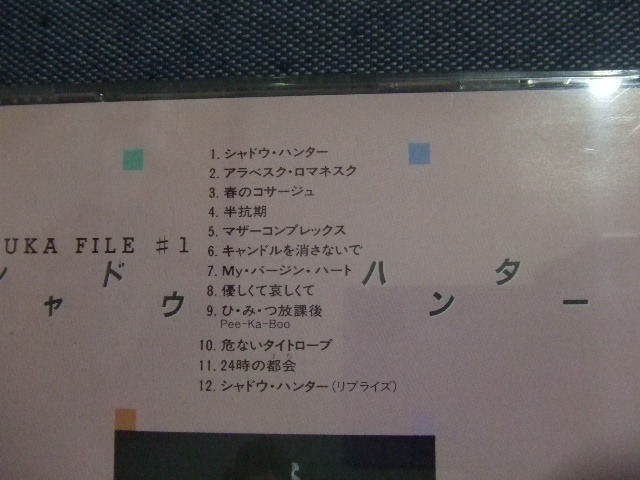 1. シャドウ・ハンター
2. アラベスク・ロマネスク
3. 春のコサージュ
4. 半抗期
5. マザーコンプレックス
6. キャンドルを消さないで
7. My・バージン・ハート
8. 優しくて哀しくて
9. ひ・み・つ放課後
Pee-Ka-Boo
10. 危ないタイトロープ
11. 24時の都会
12. シャドウ・ハンター(リプライズ)
UKA FILE #1
シャドウ
ハンター